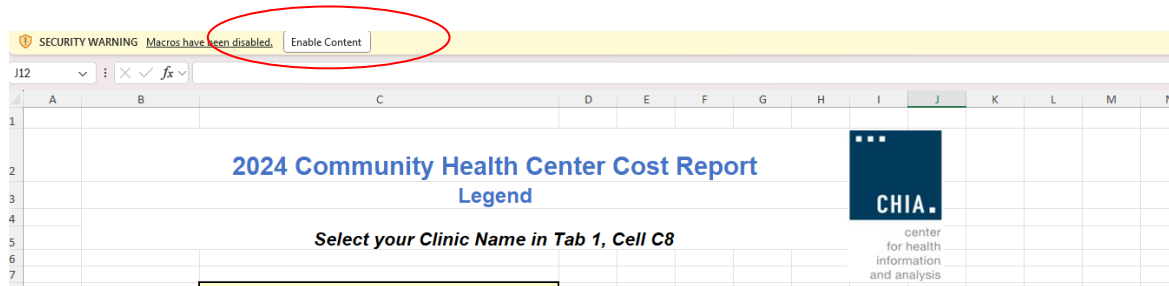 SECURITY WARNING Macros have been disabled. Enable Content
J12 fx
A B C D E F G H I J K L M
1
2 2024 Community Health Center Cost Report
3 Legend
4
5 Select your Clinic Name in Tab 1, Cell C8
6
7
CHIA.
center
for health
information
and analysis